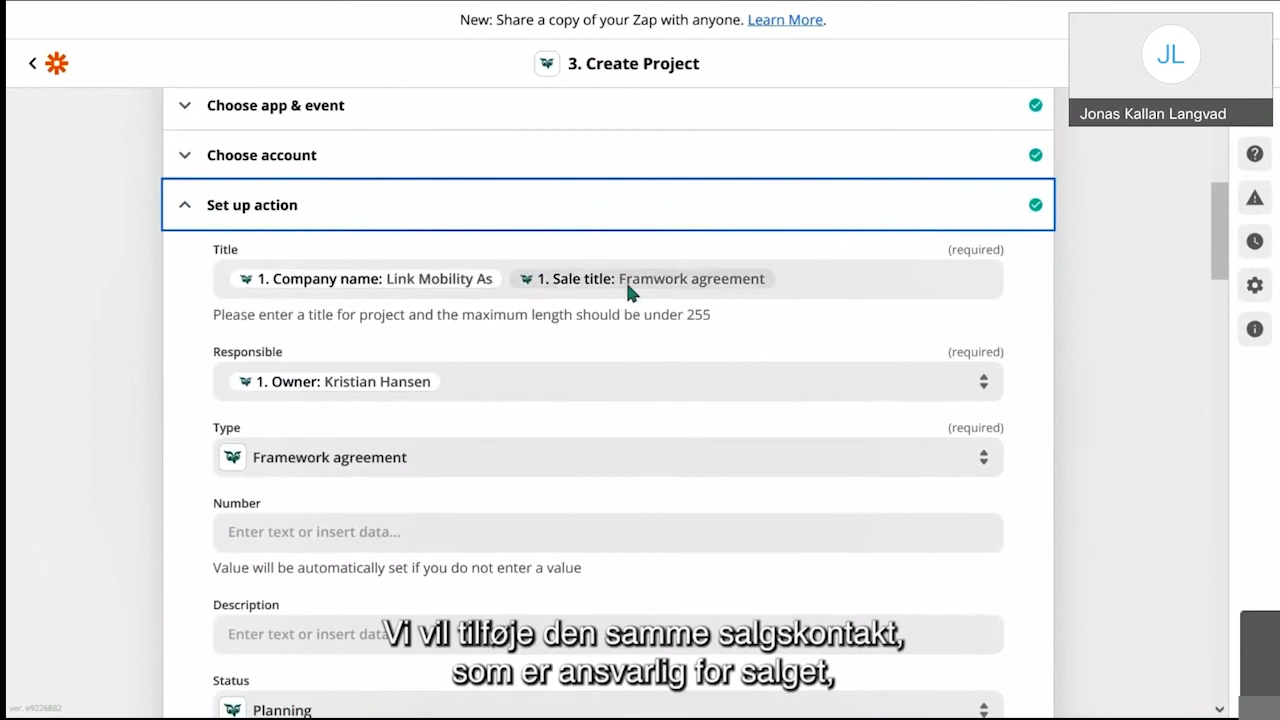 New: Share a copy of your Zap with anyone. Learn More.
3. Create Project
JL
Jonas Kallan Langvad
Choose app & event
Choose account
Set up action
Title (required)
1. Company name: Link Mobility As 1. Sale title: Framwork agreement
Please enter a title for project and the maximum length should be under 255
Responsible (required)
1. Owner: Kristian Hansen
Type (required)
Framework agreement
Number
Enter text or insert data...
Value will be automatically set if you do not enter a value
Description
Enter text or insert data
Vi vil tilføje den samme salgskontakt,
som er ansvarlig for salget,
Status
Planning
ver. e9226882